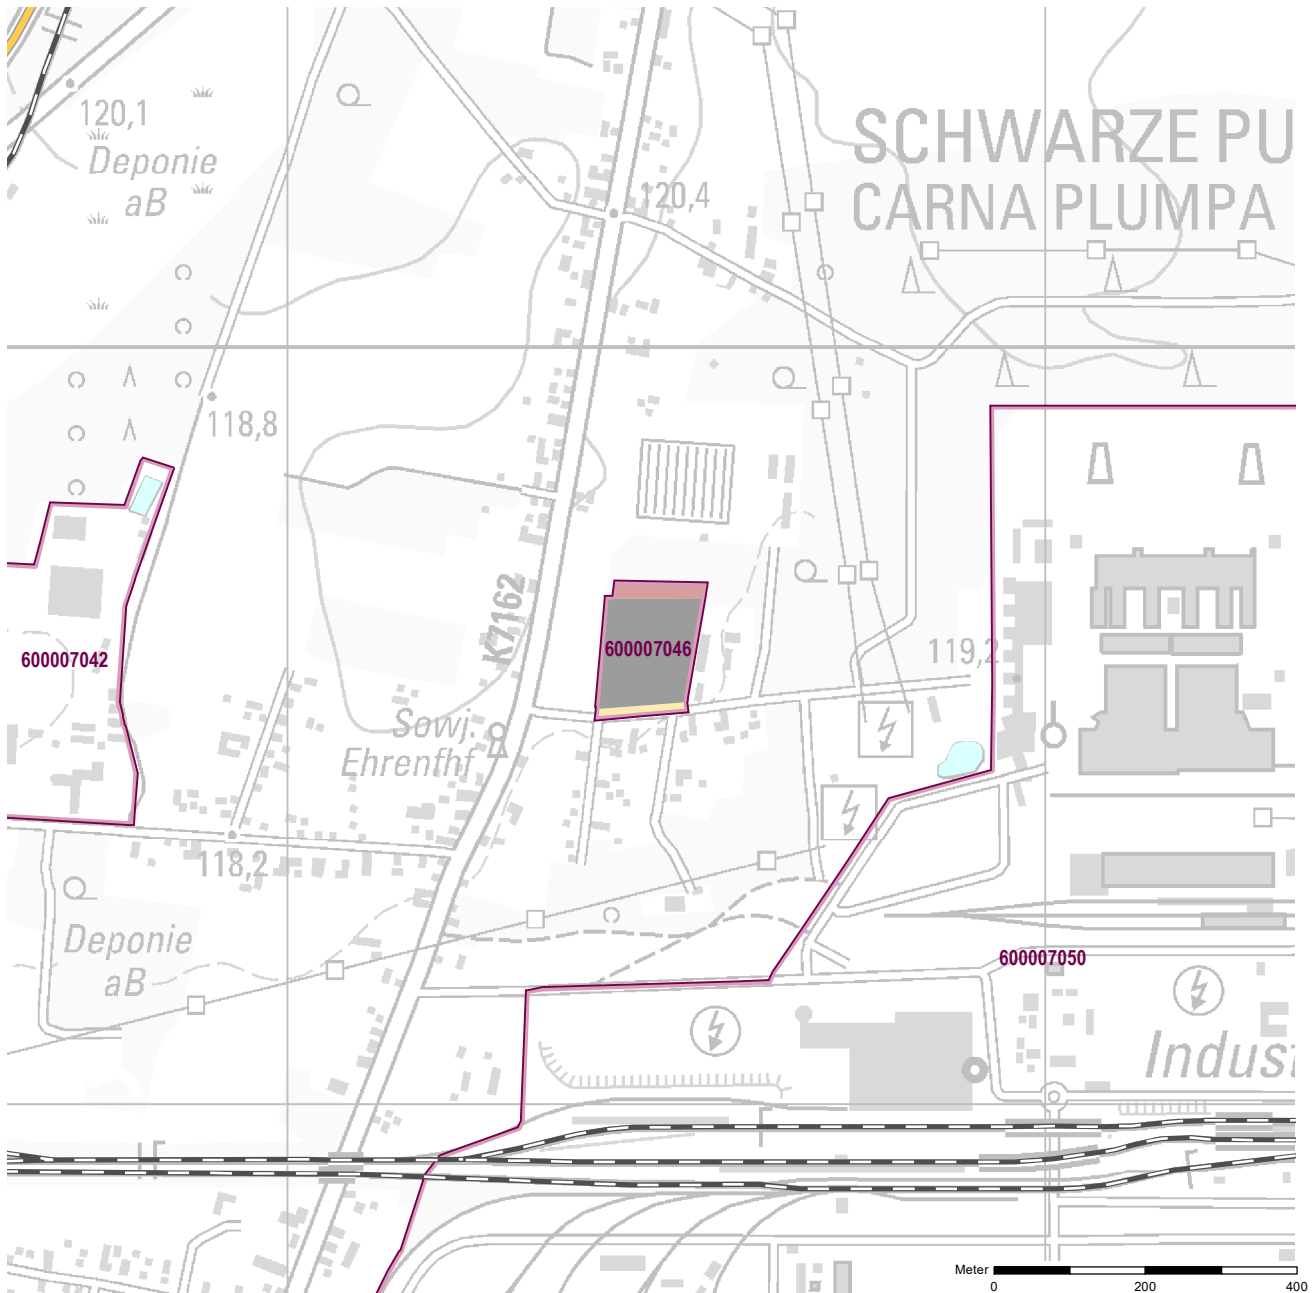 120,1
Deponie
aB
120,4
SCHWARZE PU
CARNA PLUMPA
118,8
K7162
600007046
600007042
119,2
Sowj.
Ehrenfhf
118,2
Deponie
aB
600007050
Indust
Meter
0 200 400